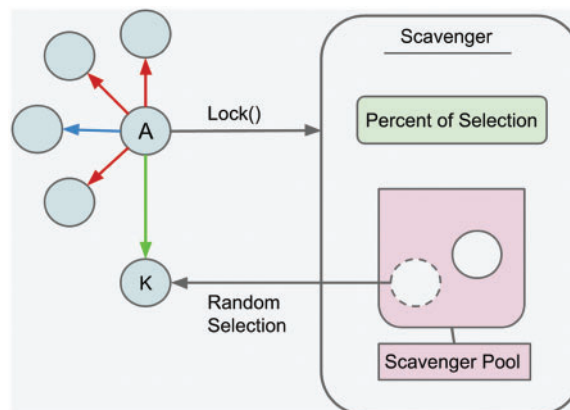 Scavenger
A
Lock()
Percent of Selection
K
Random
Selection
Scavenger Pool